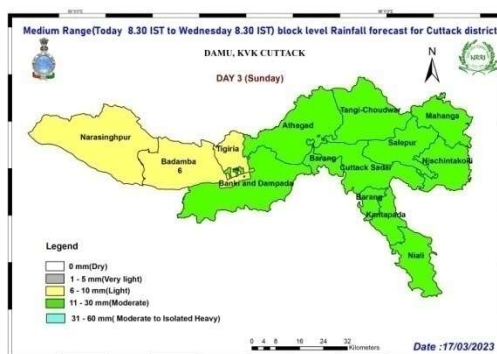 Medium Range(Today 8.30 IST to Wednesday 8.30 IST) block level Rainfall forecast for Cuttack district
DAMU, KVK CUTTACK
N
NRRI
DAY 3 (Sunday)
Tangi-Choudwar
Mahanga
Narasinghpur
Athagad
Tigiria
Salepur
Badamba
6
Barang
Nischintakoili
Cuttack Sadar
Banki and Dampada
Barang
Kantapada
Niali
Legend
0 mm(Dry)
1 - 5 mm(Very light)
6 - 10 mm(Light)
11 - 30 mm(Moderate)
31 - 60 mm( Moderate to Isolated Heavy)
0 2 4 8 16 24 32
Kilometers
Date :17/03/2023